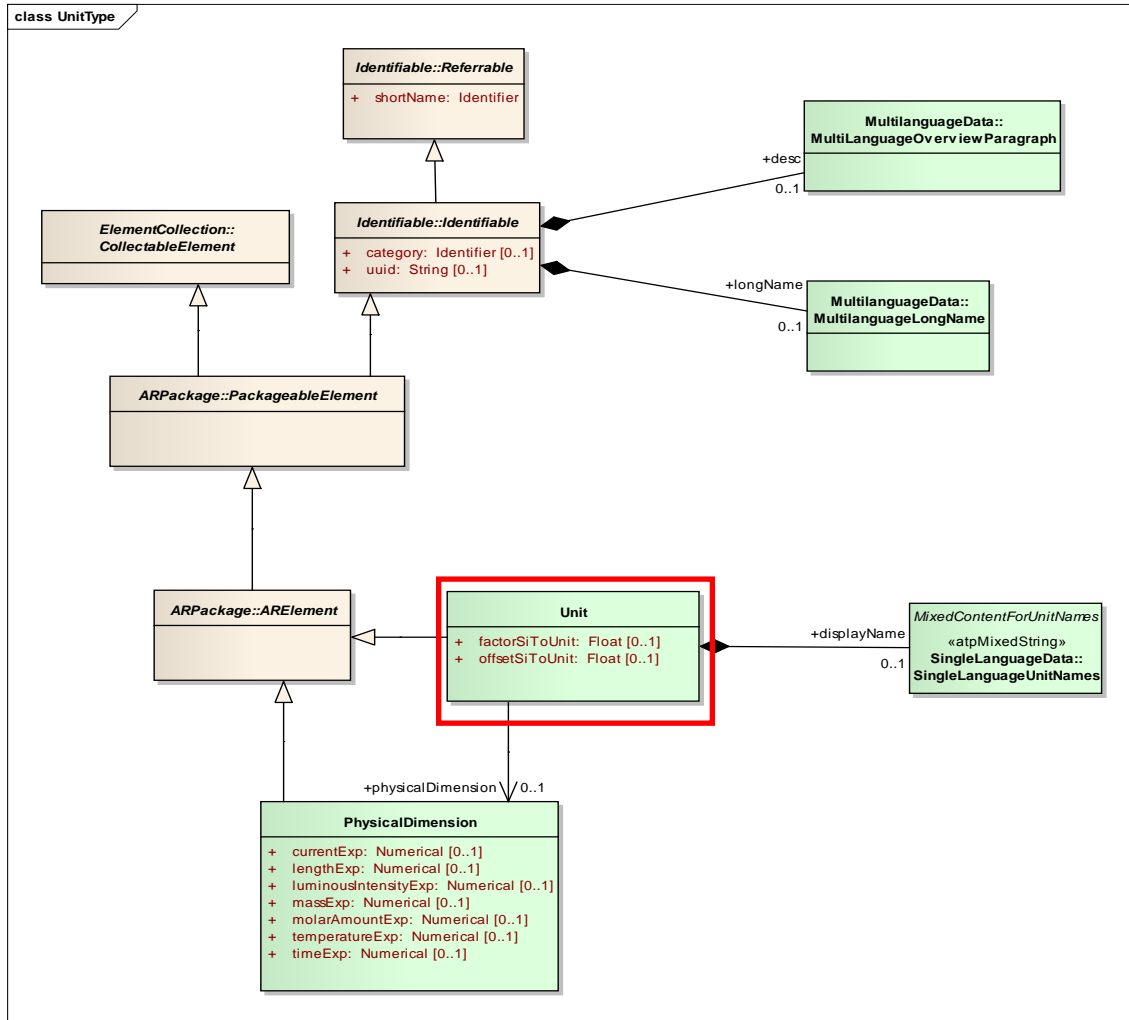 class UnitType
Identifiable::Referrable
+ shortName: Identifier
MultilanguageData::
MultiLanguageOverviewParagraph
+desc
0..1
ElementCollection::
CollectableElement
Identifiable::Identifiable
+ category: Identifier [0..1]
+ uuid: String [0..1]
+longName
0..1
MultilanguageData::
MultilanguageLongName
ARPackage::PackageableElement
ARPackage::ARElement
Unit
+ factorSiToUnit: Float [0..1]
+ offsetSiToUnit: Float [0..1]
+displayName
0..1
MixedContentForUnitNames
«atpMixedString»
SingleLanguageData::
SingleLanguageUnitNames
+physicalDimension
0..1
PhysicalDimension
+ currentExp: Numerical [0..1]
+ lengthExp: Numerical [0..1]
+ luminousIntensityExp: Numerical [0..1]
+ massExp: Numerical [0..1]
+ molarAmountExp: Numerical [0..1]
+ temperatureExp: Numerical [0..1]
+ timeExp: Numerical [0..1]